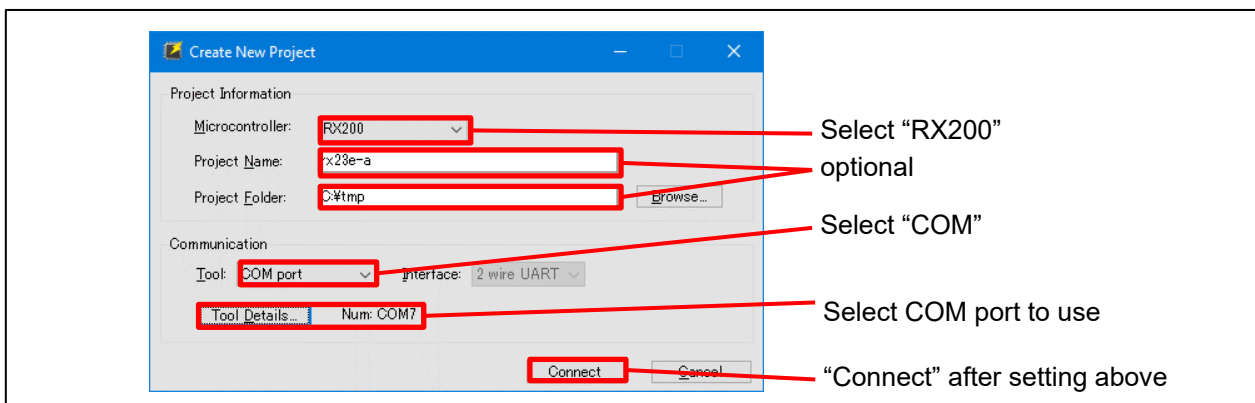 Create New Project
Project Information
Microcontroller: RX200
Select “RX200”
Project Name: rx23e-a
optional
Project Folder: C:¥tmp Browse...
Select “COM”
Communication
Tool: COM port Interface: 2 wire UART
Tool Details... Num: COM7
Select COM port to use
Connect Cancel
“Connect” after setting above